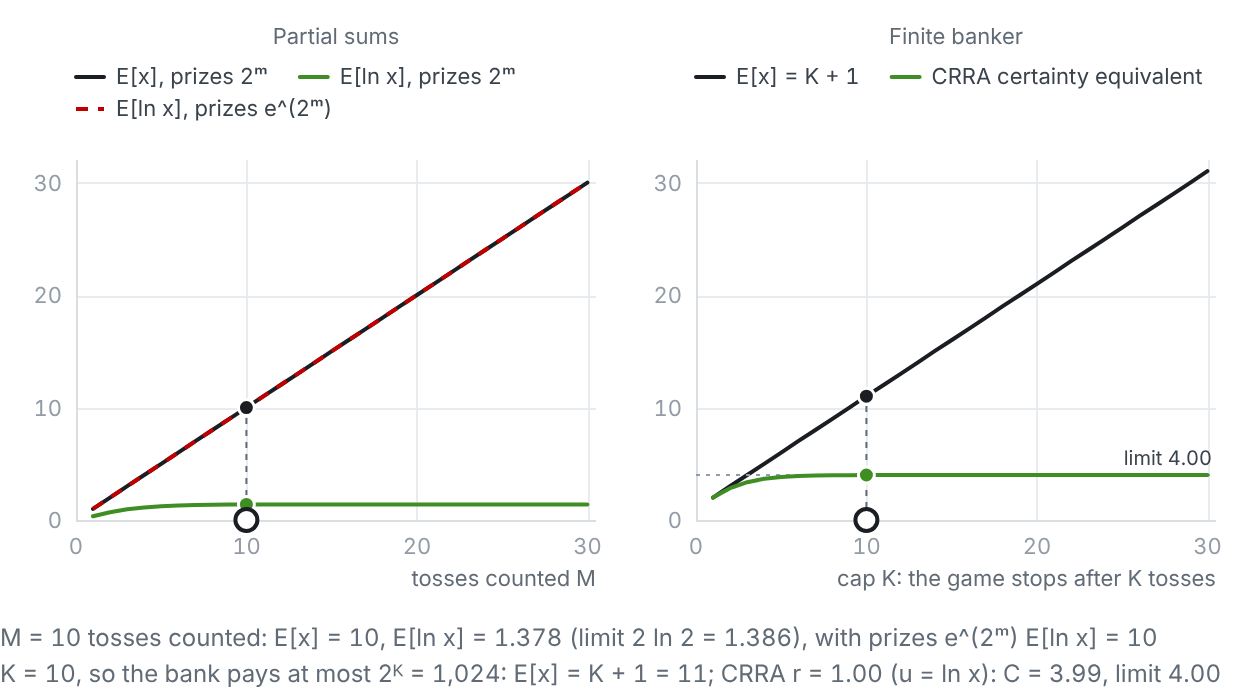 Partial sums
E[x], prizes 2ᵐ
E[ln x], prizes 2ᵐ
E[ln x], prizes e^(2ᵐ)
30
20
10
0
0
10
20
30
tosses counted M
Finite banker
E[x] = K + 1
CRRA certainty equivalent
30
20
10
0
limit 4.00
0
10
20
30
cap K: the game stops after K tosses
M = 10 tosses counted: E[x] = 10, E[ln x] = 1.378 (limit 2 ln 2 = 1.386), with prizes e^(2ᵐ) E[ln x] = 10
K = 10, so the bank pays at most 2ᴷ = 1,024: E[x] = K + 1 = 11; CRRA r = 1.00 (u = ln x): C = 3.99, limit 4.00